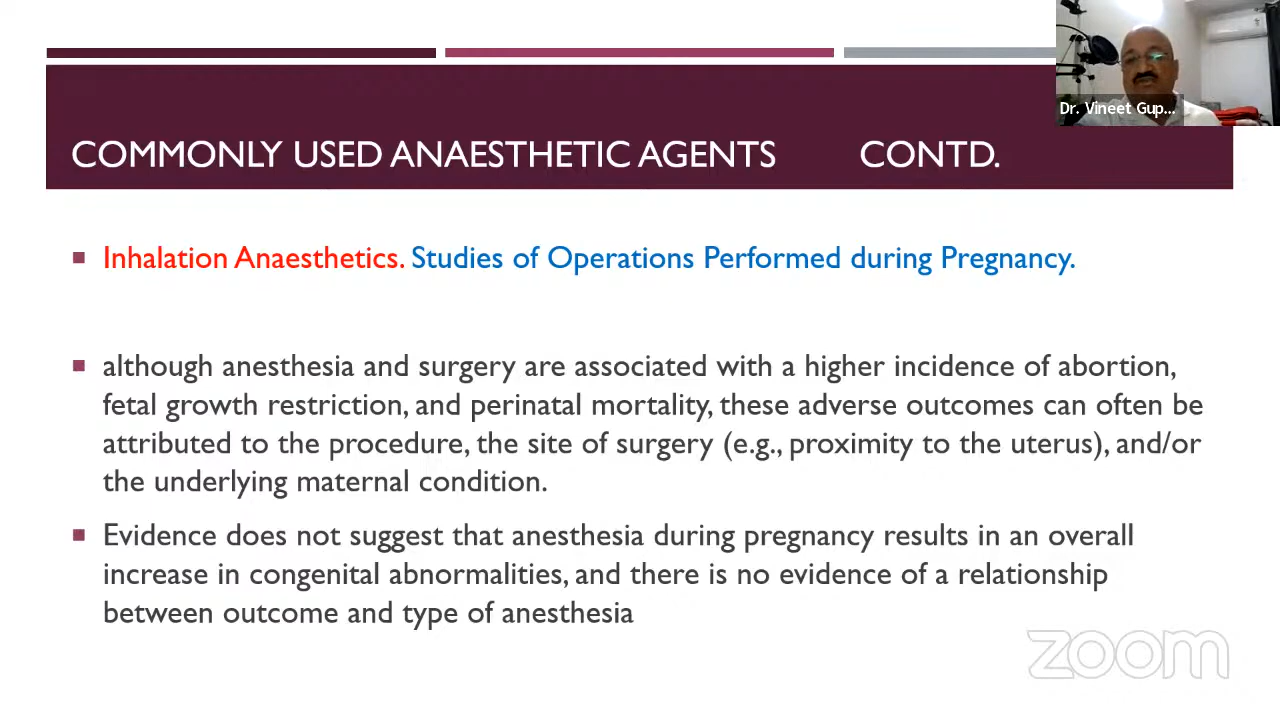 Dr. Vineet Gup...
COMMONLY USED ANAESTHETIC AGENTS CONTD.
Inhalation Anaesthetics. Studies of Operations Performed during Pregnancy.
although anesthesia and surgery are associated with a higher incidence of abortion,
fetal growth restriction, and perinatal mortality, these adverse outcomes can often be
attributed to the procedure, the site of surgery (e.g., proximity to the uterus), and/or
the underlying maternal condition.
Evidence does not suggest that anesthesia during pregnancy results in an overall
increase in congenital abnormalities, and there is no evidence of a relationship
between outcome and type of anesthesia
zoom